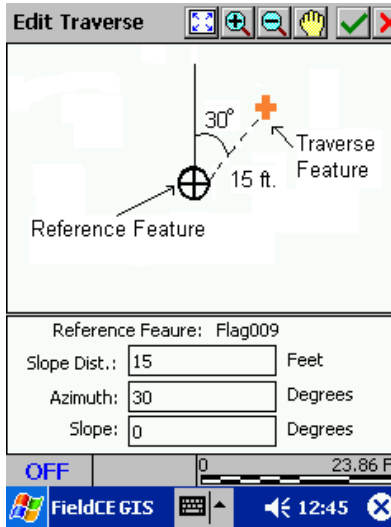 Edit Traverse
30°
Traverse
Feature
15 ft.
Reference Feature
Reference Feaure: Flag009
Slope Dist.: 15 Feet
Azimuth: 30 Degrees
Slope: 0 Degrees
OFF 0 23.86 F
FieldCE GIS 12:45